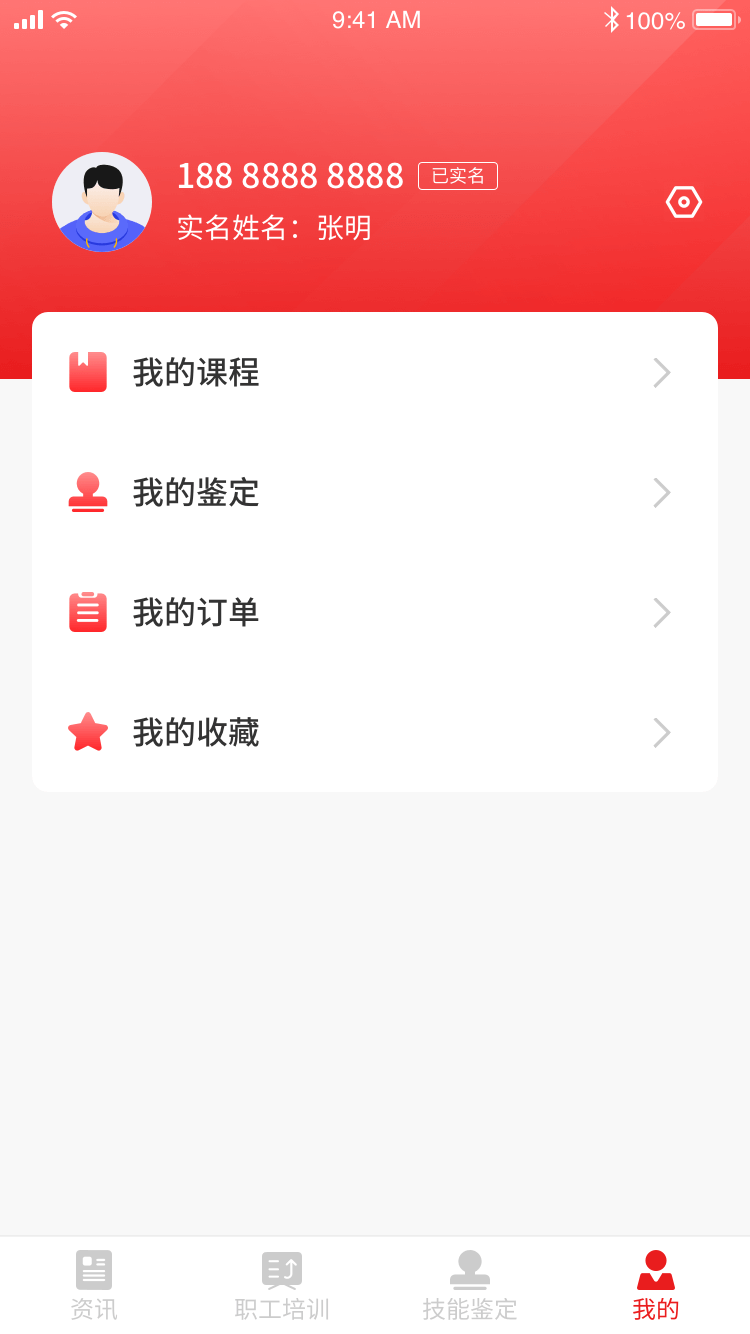 9:41 AM 100%
188 8888 8888 已实名
实名姓名：张明
我的课程
我的鉴定
我的订单
我的收藏
资讯 职工培训 技能鉴定 我的